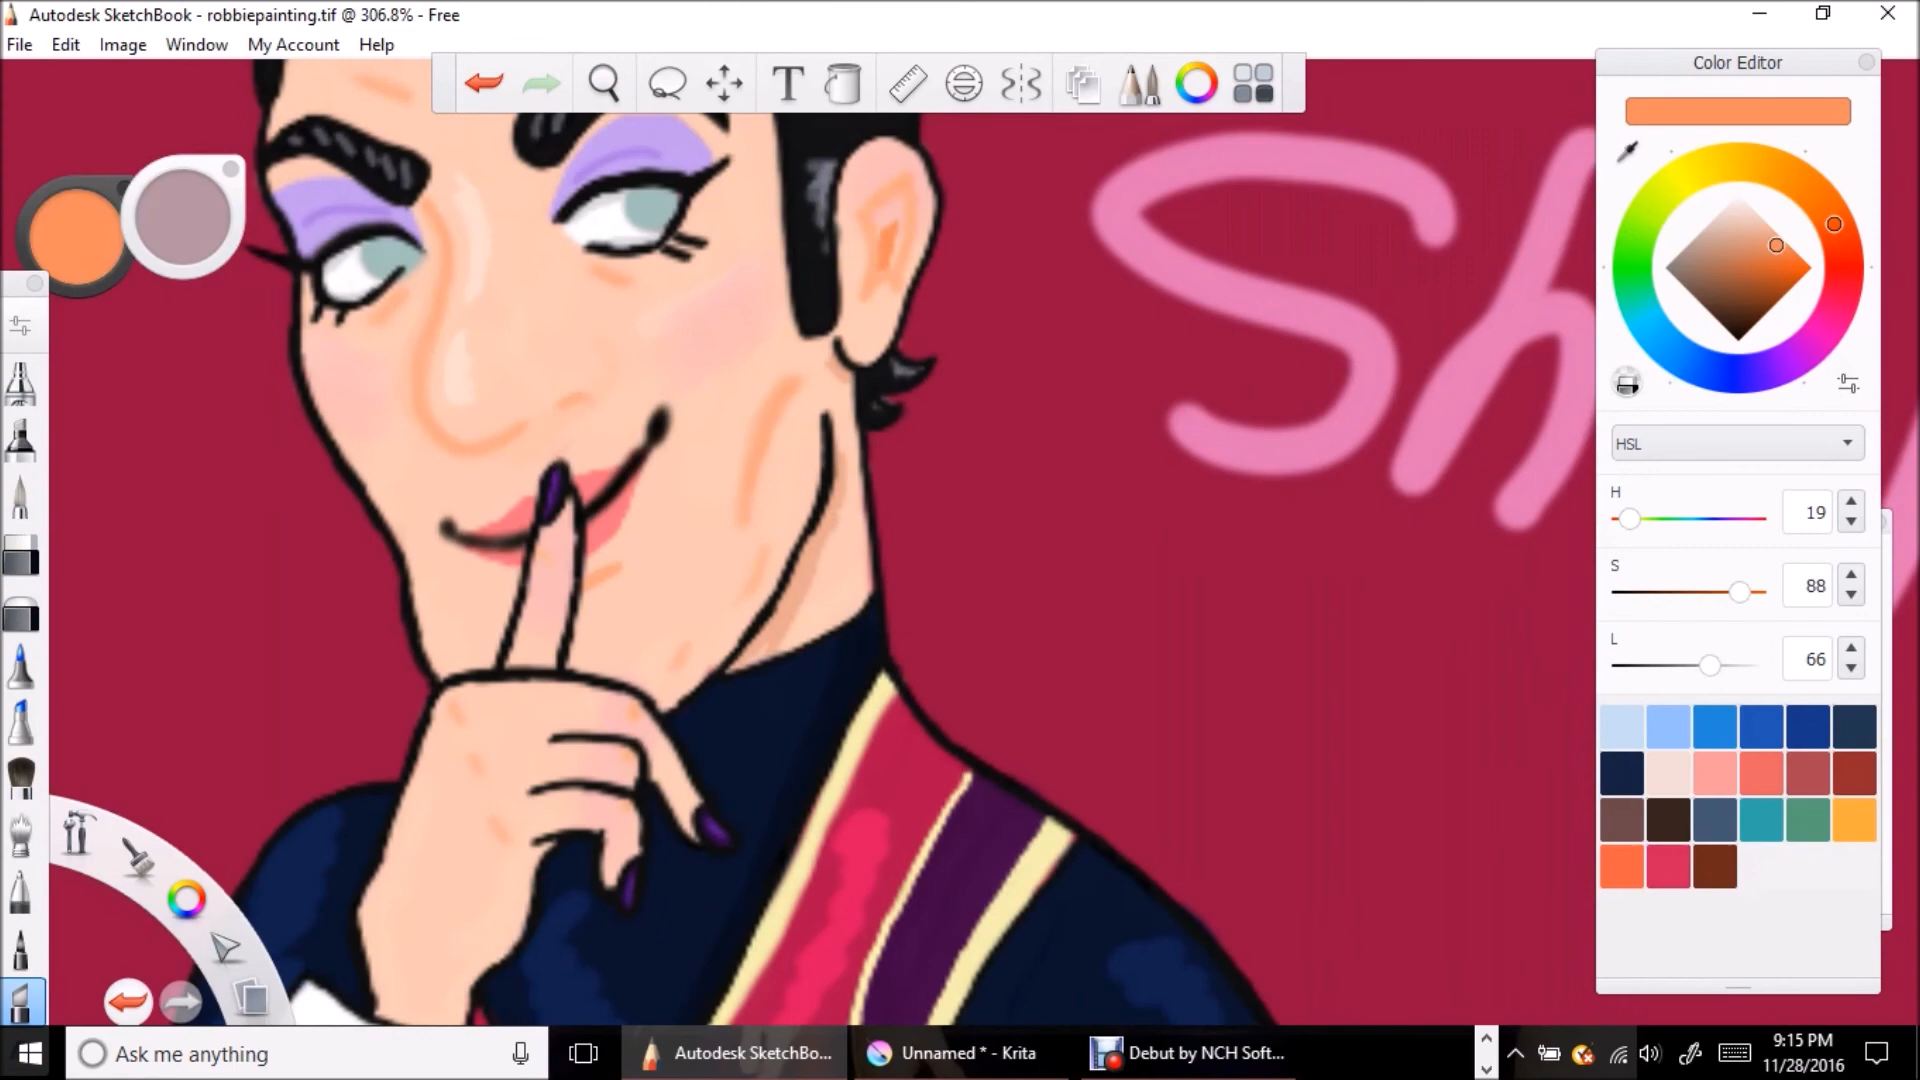 Autodesk SketchBook - robbiepainting.tif @ 306.8% - Free
File Edit Image Window My Account Help
T
Color Editor
Sh
HSL
H
19
S
88
L
66
Ask me anything
Autodesk SketchBo...
Unnamed * - Krita
Debut by NCH Soft...
9:15 PM
11/28/2016